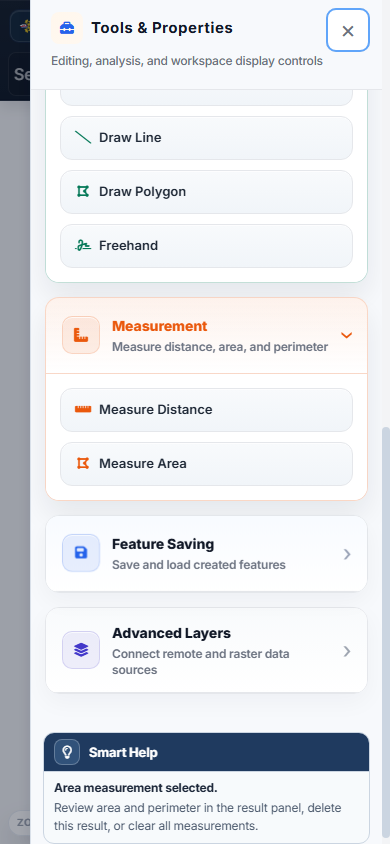 Tools & Properties
Editing, analysis, and workspace display controls
Se
Draw Line
Draw Polygon
Freehand
Measurement
Measure distance, area, and perimeter
Measure Distance
Measure Area
Feature Saving
Save and load created features
Advanced Layers
Connect remote and raster data
sources
Smart Help
Area measurement selected.
Review area and perimeter in the result panel, delete
this result, or clear all measurements.